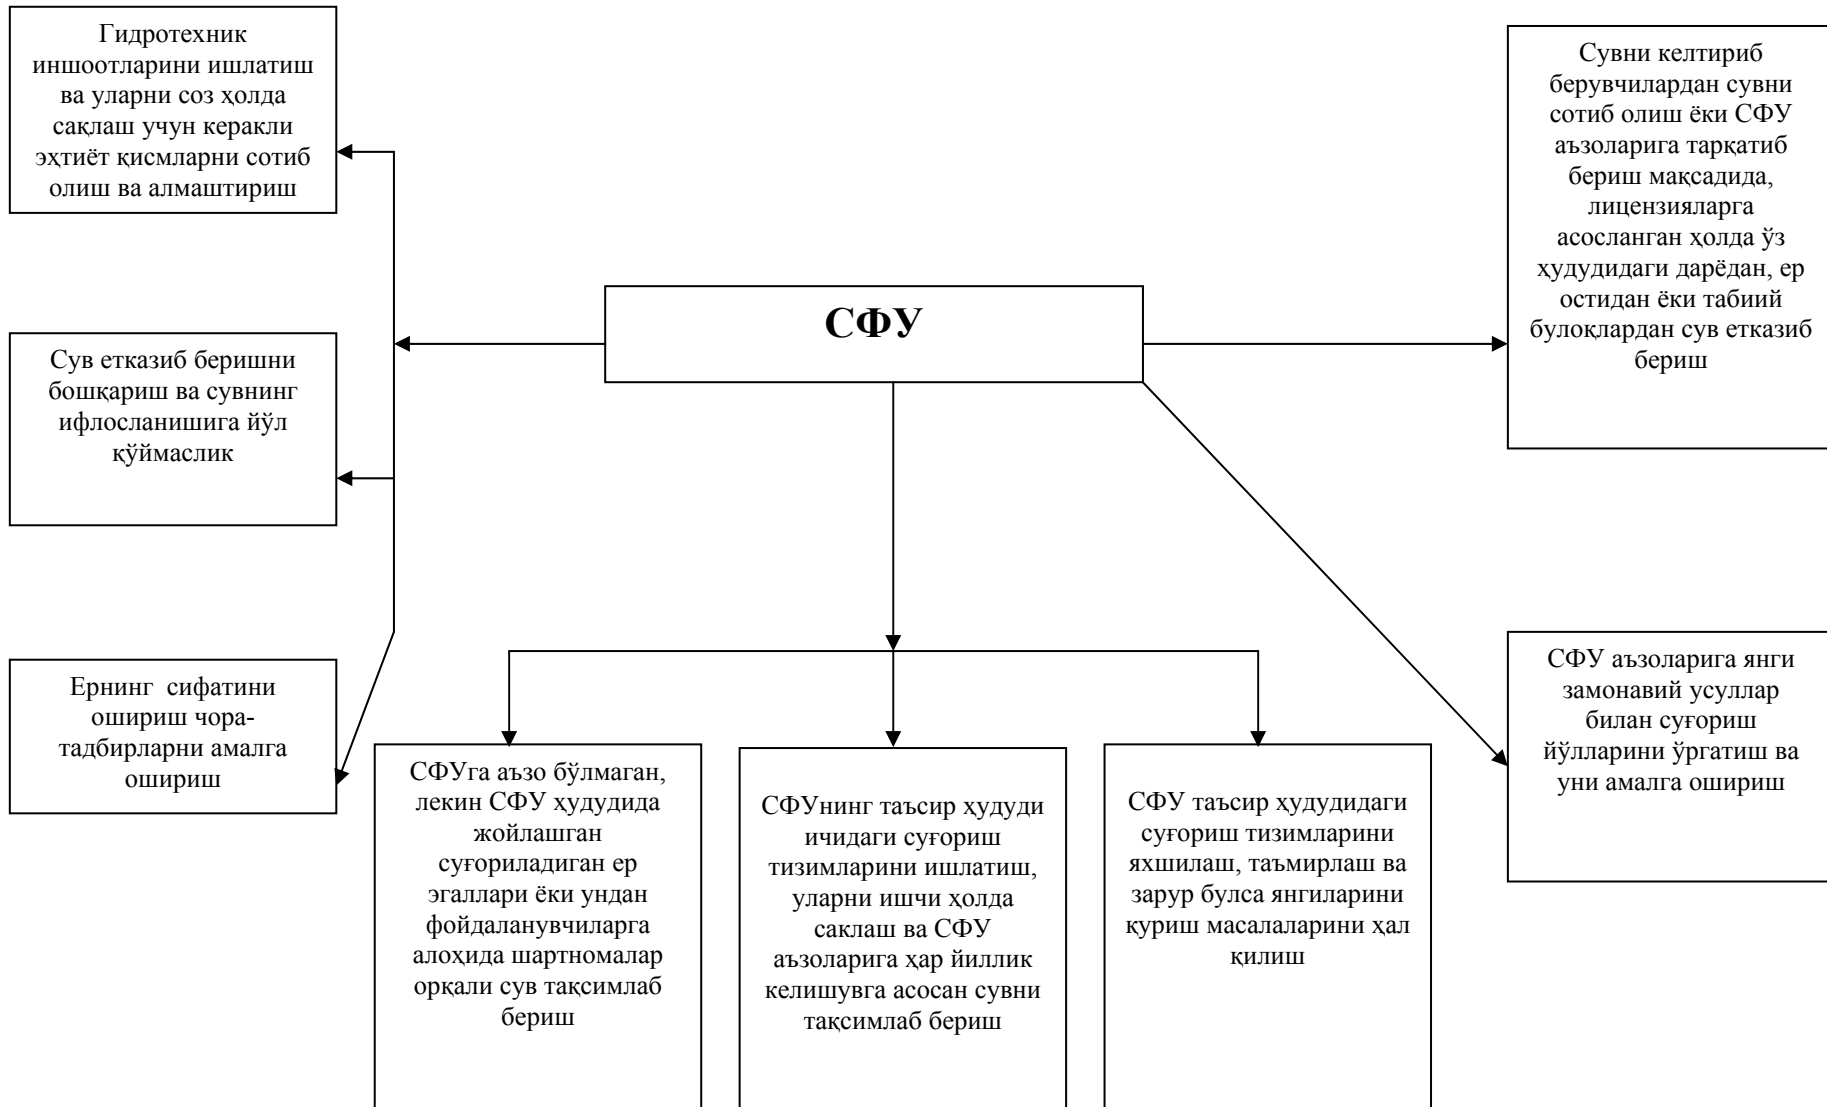 Гидротехник
иншоотларини ишлатиш
ва уларни соз ҳолда
сақлаш учун керакли
эҳтиёт қисмларни сотиб
олиш ва алмаштириш
Сувни келтириб
берувчилардан сувни
сотиб олиш ёки СФУ
аъзоларига тарқатиб
бериш мақсадида,
лицензияларга
асосланган ҳолда ўз
ҳудудидаги дарёдан, ер
остидан ёки табиий
булоқлардан сув етказиб
бериш
СФУ
Сув етказиб беришни
бошқариш ва сувнинг
ифлосланишига йўл
қўймаслик
Ернинг сифатини
ошириш чора-
тадбирларни амалга
ошириш
СФУ аъзоларига янги
замонавий усуллар
билан суғориш
йўлларини ўргатиш ва
уни амалга ошириш
СФУга аъзо бўлмаган,
лекин СФУ ҳудудида
жойлашган
суғориладиган ер
эгаллари ёки ундан
фойдаланувчиларга
алоҳида шартномалар
орқали сув тақсимлаб
бериш
СФУнинг таъсир ҳудуди
ичидаги суғориш
тизимларини ишлатиш,
уларни ишчи ҳолда
саклаш ва СФУ
аъзоларига ҳар йиллик
келишувга асосан сувни
тақсимлаб бериш
СФУ таъсир ҳудудидаги
суғориш тизимларини
яхшилаш, таъмирлаш ва
зарур булса янгиларини
қуриш масалаларини ҳал
қилиш